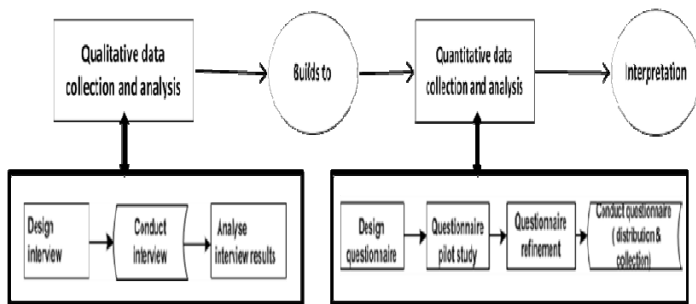 Qualitative data
collection and analysis
Builds to
Quantitative data
collection and analysis
Interpretation
Design
interview
Conduct
interview
Analyse
interview results
Design
questionnaire
Questionnaire
pilot study
Questionnaire
refinement
Conduct questionnaire
( distribution &
collection)